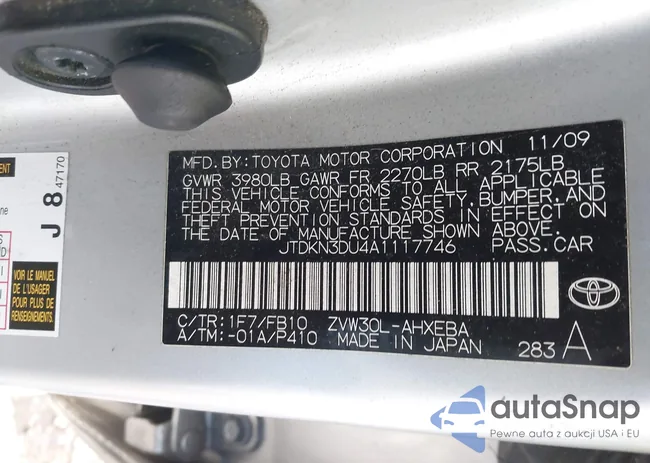 MFD. BY: TOYOTA MOTOR CORPORATION 11/09
GVWR 3980LB GAWR FR 2270LB RR 2175LB
THIS VEHICLE CONFORMS TO ALL APPLICABLE
FEDERAL MOTOR VEHICLE SAFETY, BUMPER, AND
THEFT PREVENTION STANDARDS IN EFFECT ON
THE DATE OF MANUFACTURE SHOWN ABOVE.
JTDKN3DU4A1117746 PASS.CAR
C/TR: 1F7/FB10 ZVW30L-AHXEBA
A/TM: -01A/P410 MADE IN JAPAN 283 A
J 8 47170
VOIR LE MANUEL
DE L'USAGER
POUR PLUS DE
RENSEIGNEMENTS
autoSnap
Pewne auta z aukcji USA i EU